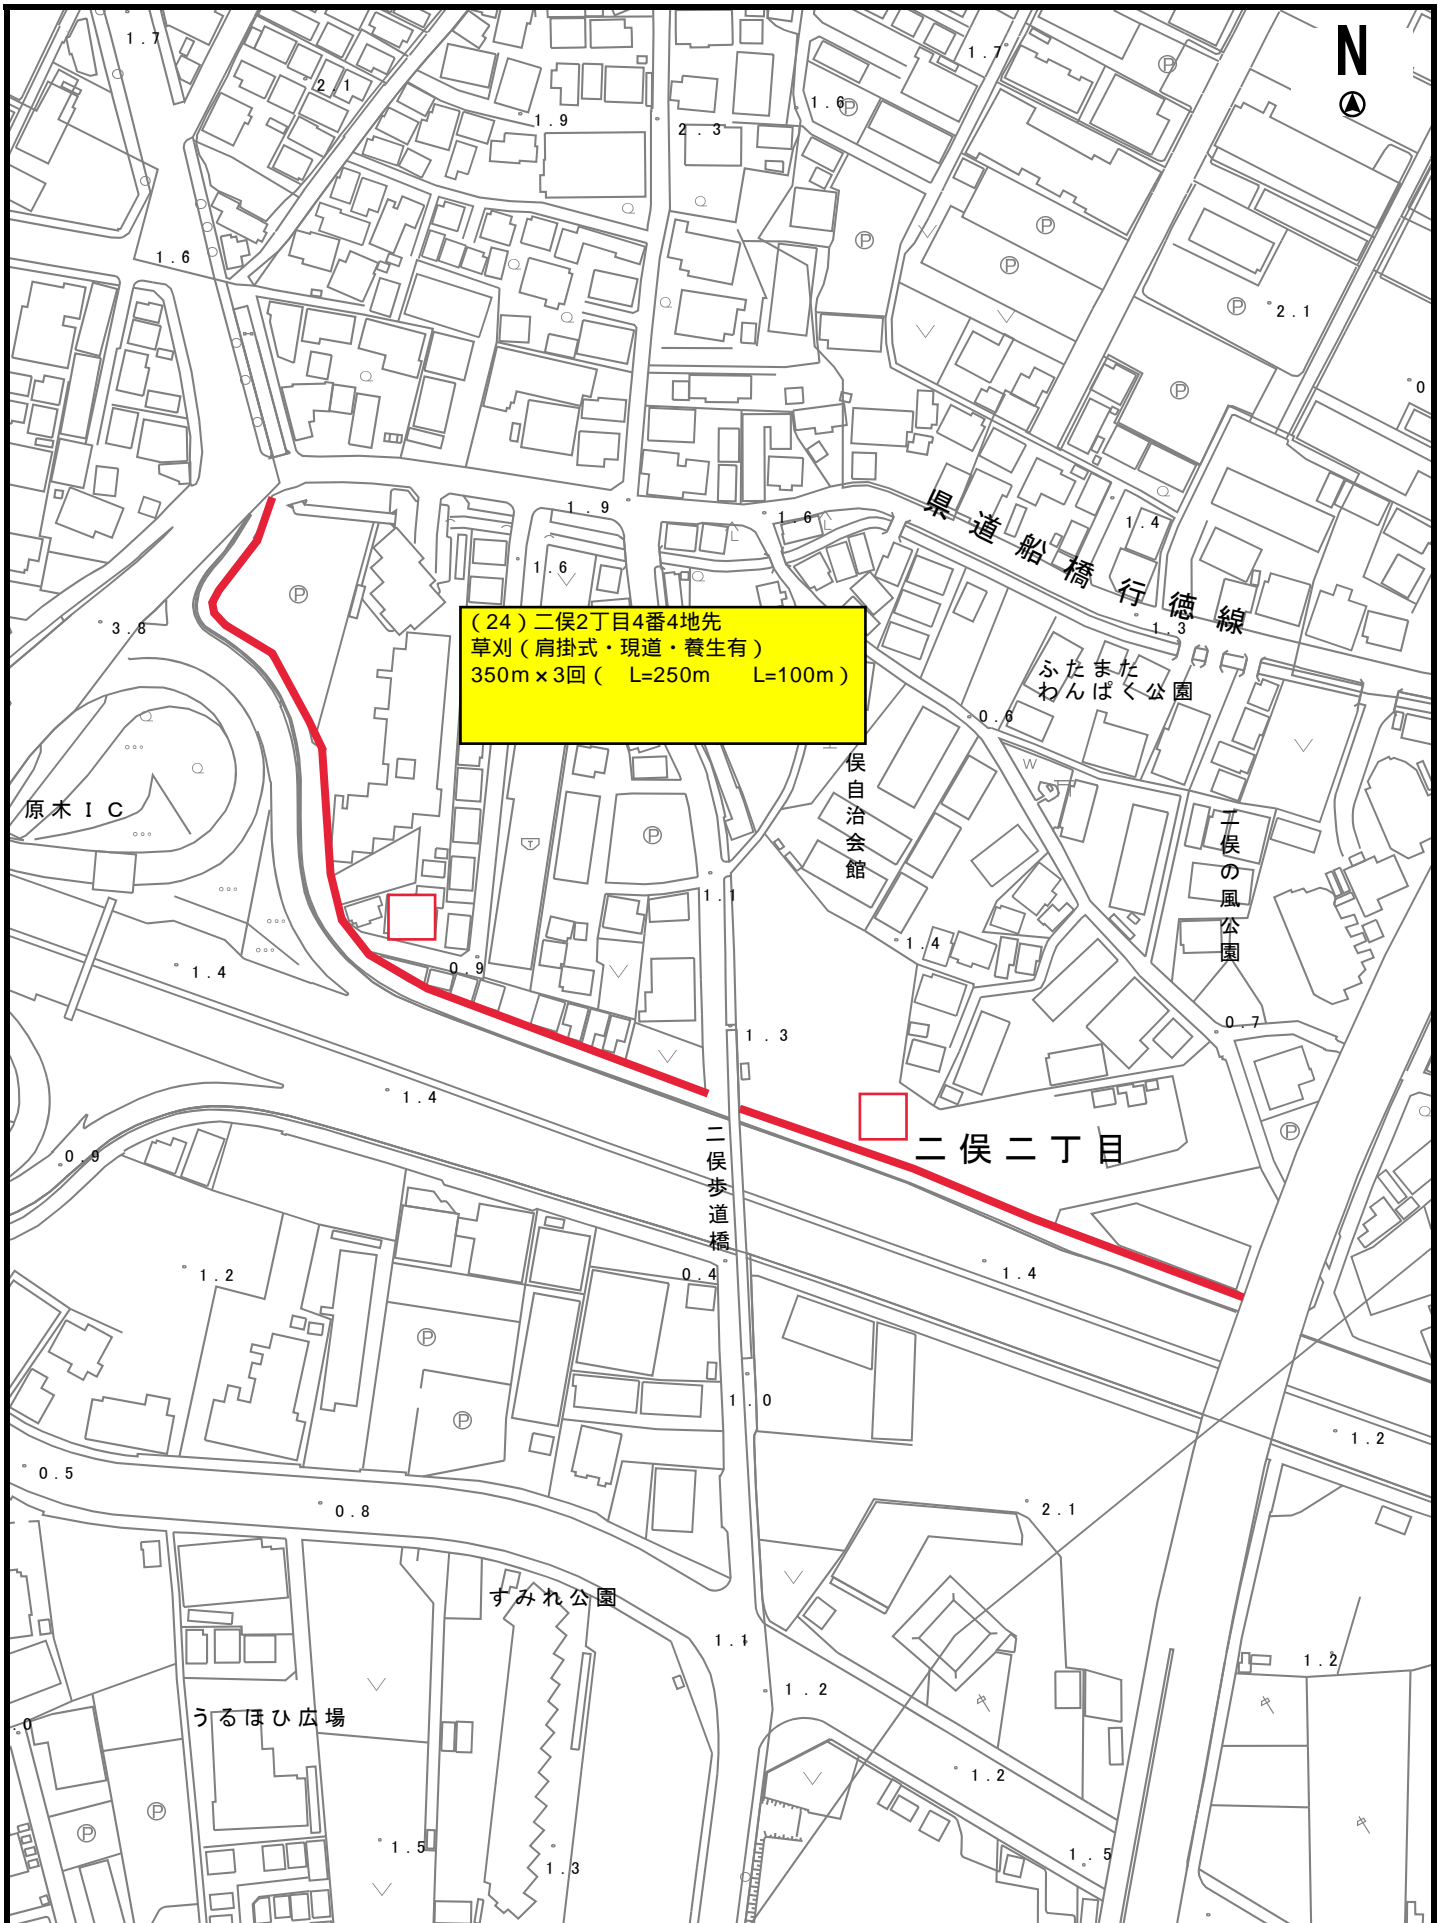 N
1.7
2.1
1.9
2.3
1.6
1.7
1.6
2.1
0
1.9
1.6
1.4
県道船橋行徳線
1.6
3.8
(24)二俣2丁目4番4地先
草刈(肩掛式・現道・養生有)
350m×3回( L=250m L=100m)
1.3
ふたまた
わんぱく公園
0.6
原木IC
俣自治会館
二俣の風公園
1.1
1.4
0.9
1.4
1.3
0.7
1.4
二俣二丁目
二俣歩道橋
0.9
1.2
0.4
1.4
1.0
1.2
0.5
0.8
2.1
すみれ公園
1.1
1.2
1.2
うるほひ広場
0
1.2
1.5
1.3
1.5